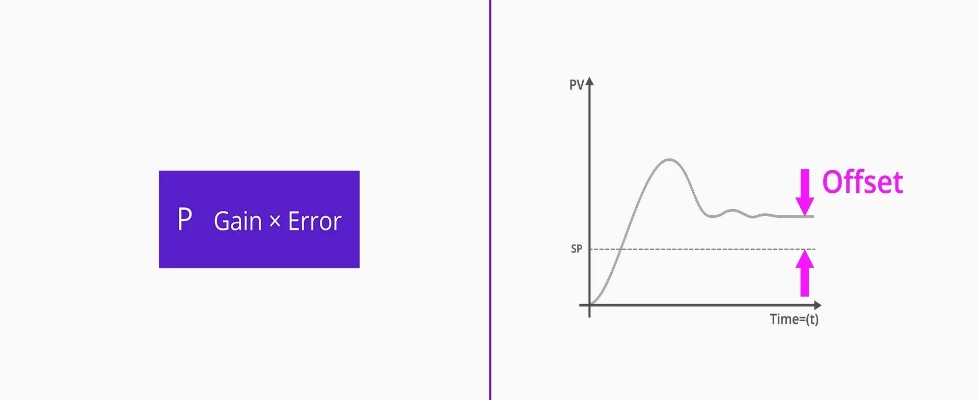 P Gain × Error
PV
Offset
SP
Time=(t)